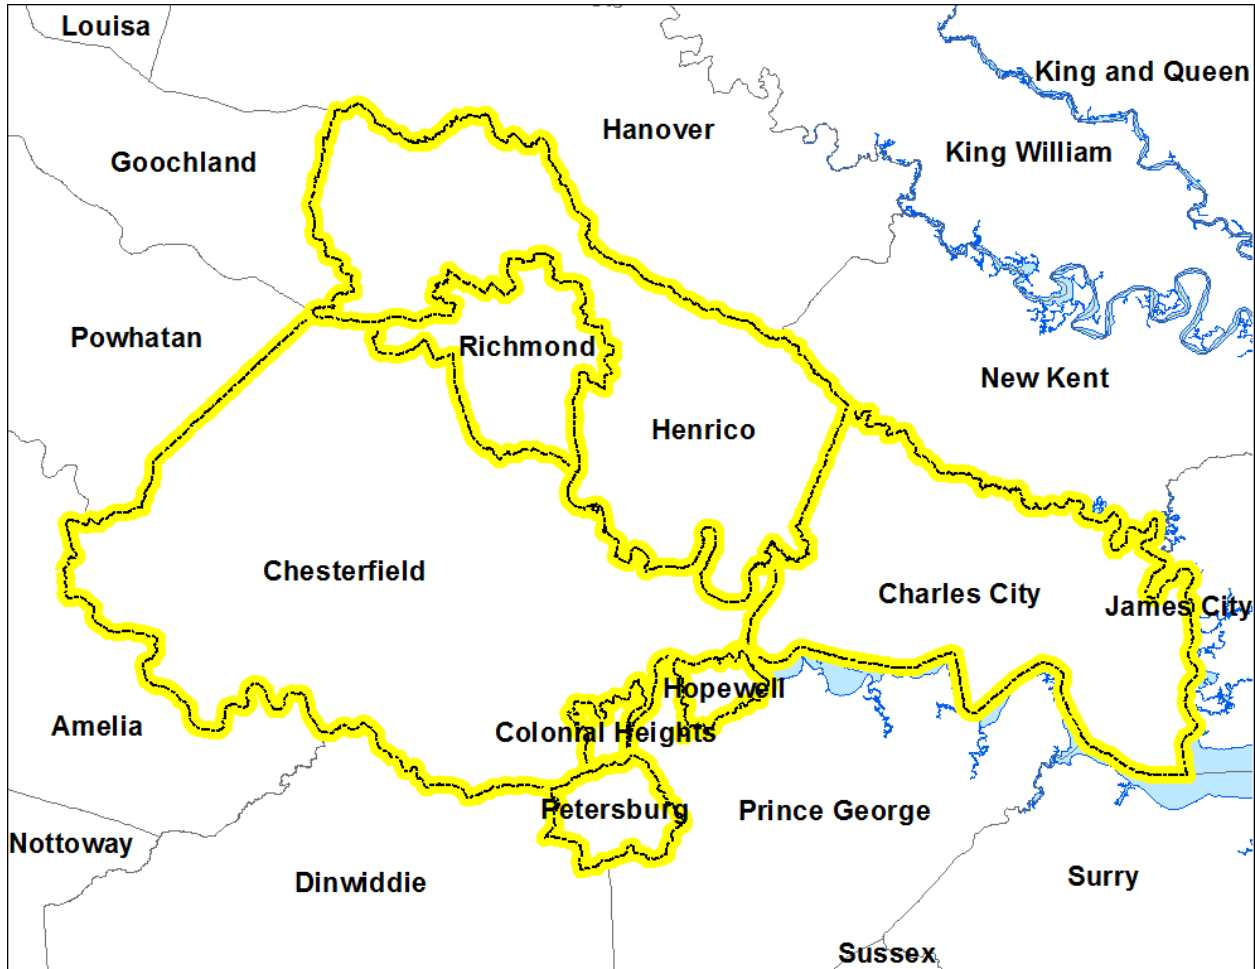 Louisa
King and Queen
Hanover
King William
Goochland
Powhatan
Richmond
New Kent
Henrico
Chesterfield
Charles City
James City
Hopewell
Amelia
Colonial Heights
Petersburg
Prince George
Nottoway
Dinwiddie
Surry
Sussex